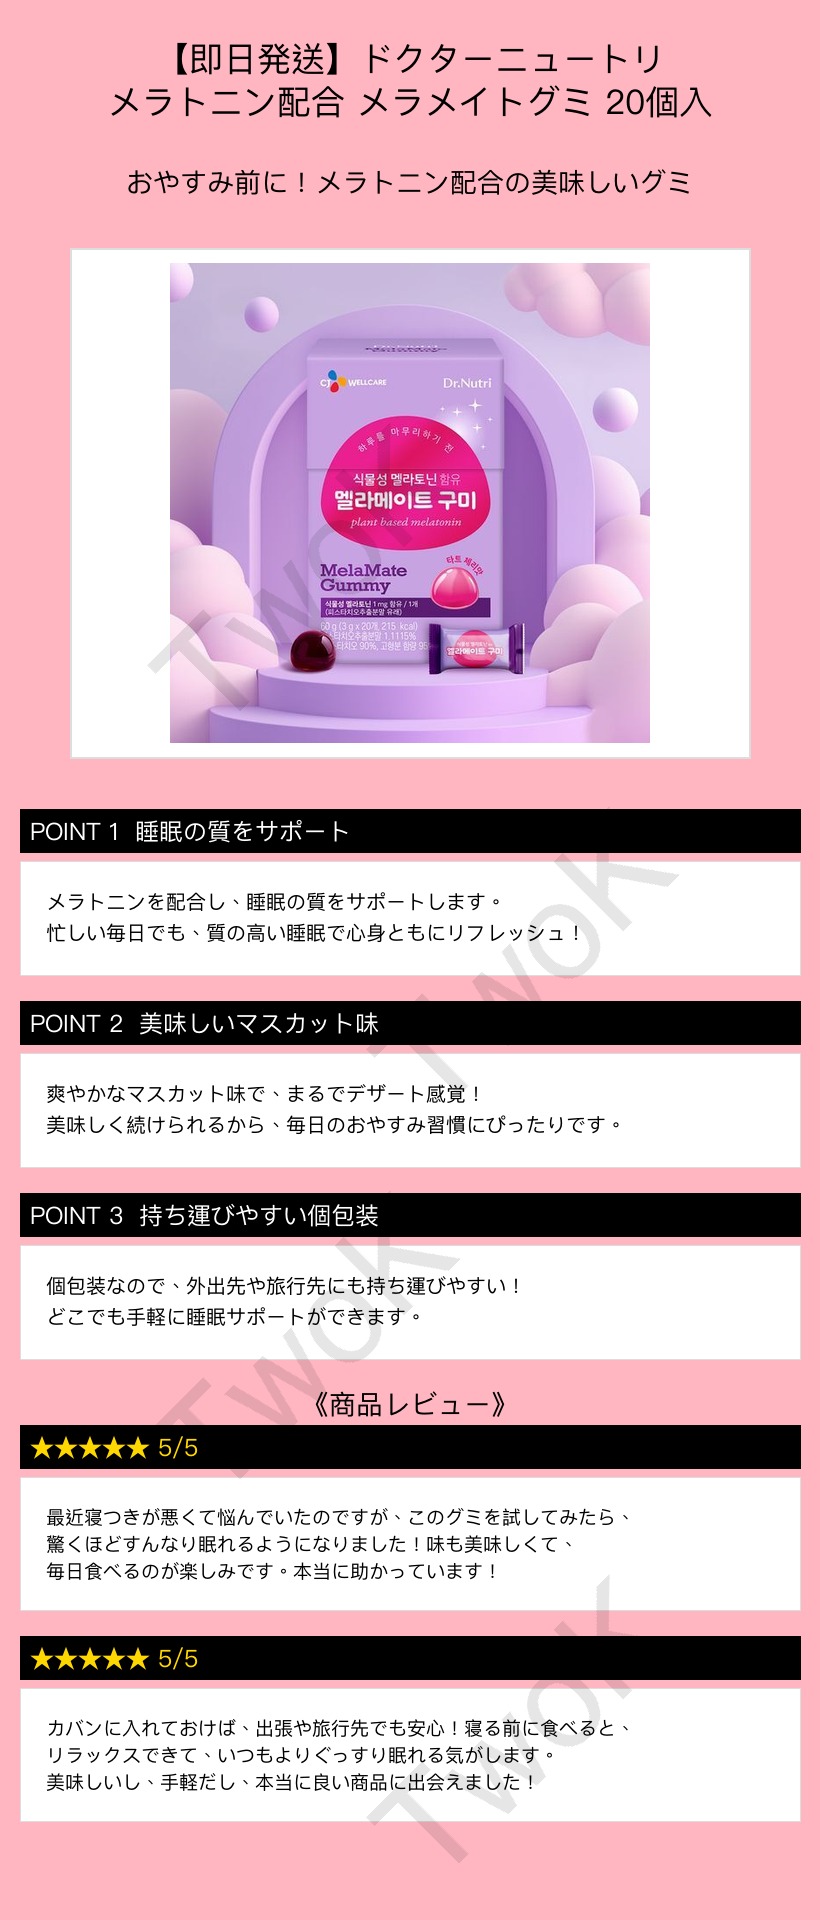 【即日発送】ドクターニュートリ
メラトニン配合 メラメイトグミ 20個入
おやすみ前に！メラトニン配合の美味しいグミ
CJ WELLCARE
Dr.Nutri
하루를 마무리하기 전
식물성 멜라토닌 함유
멜라메이트 구미
plant based melatonin
타트 체리맛
MelaMate
Gummy
식물성 멜라토닌 1 mg 함유 / 1개
(피스타치오추출분말 유래)
60 g (3 g x 20개, 215 kcal)
스타치오추출분말 1.1115%
타치오 90%, 고형분 함량 95%
멜라메이트 구미
Twok
POINT 1 睡眠の質をサポート
メラトニンを配合し、睡眠の質をサポートします。
忙しい毎日でも、質の高い睡眠で心身ともにリフレッシュ！
Twok
POINT 2 美味しいマスカット味
爽やかなマスカット味で、まるでデザート感覚！
美味しく続けられるから、毎日のおやすみ習慣にぴったりです。
POINT 3 持ち運びやすい個包装
個包装なので、外出先や旅行先にも持ち運びやすい！
どこでも手軽に睡眠サポートができます。
Twok
《商品レビュー》
★★★★★ 5/5
最近寝つきが悪くて悩んでいたのですが、このグミを試してみたら、
驚くほどすんなり眠れるようになりました！味も美味しくて、
毎日食べるのが楽しみです。本当に助かっています！
★★★★★ 5/5
カバンに入れておけば、出張や旅行先でも安心！寝る前に食べると、
リラックスできて、いつもよりぐっすり眠れる気がします。
美味しいし、手軽だし、本当に良い商品に出会えました！
Twok